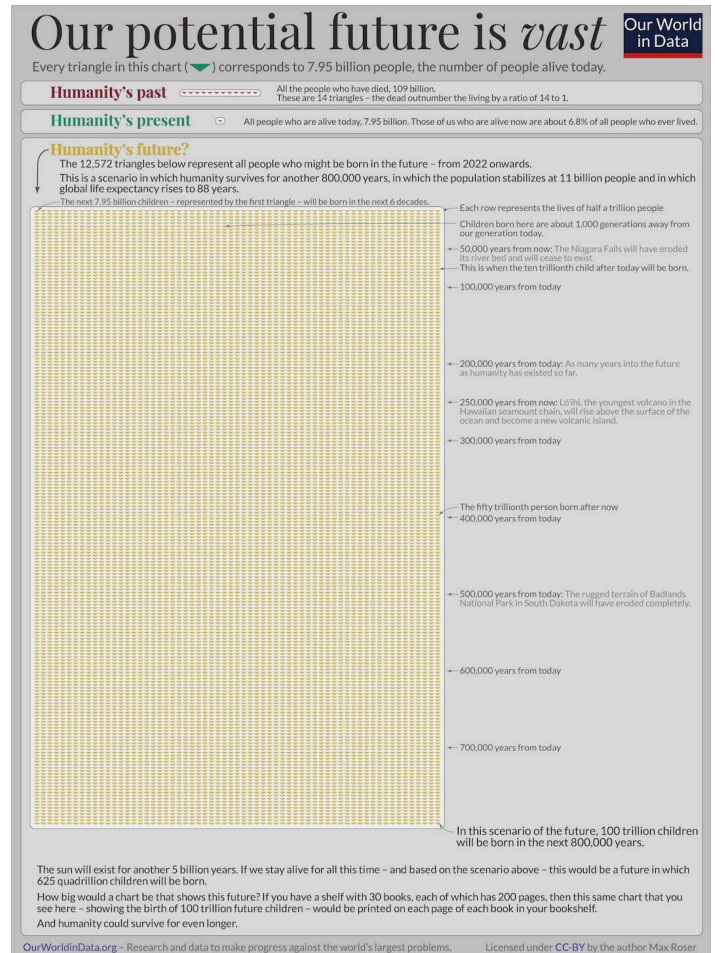 Our potential future is vast
Our World
in Data
Every triangle in this chart ( ) corresponds to 7.95 billion people, the number of people alive today.
Humanity's past
All the people who have died, 109 billion.
These are 14 triangles – the dead outnumber the living by a ratio of 14 to 1.
Humanity's present
All people who are alive today, 7.95 billion. Those of us who are alive now are about 6.8% of all people who ever lived.
Humanity's future?
The 12,572 triangles below represent all people who might be born in the future – from 2022 onwards.
This is a scenario in which humanity survives for another 800,000 years, in which the population stabilizes at 11 billion people and in which
global life expectancy rises to 88 years.
The next 7.95 billion children – represented by the first triangle – will be born in the next 6 decades.
Each row represents the lives of half a trillion people
Children born here are about 1,000 generations away from
our generation today.
50,000 years from now: The Niagara Falls will have eroded
its river bed and will cease to exist.
This is when the ten trillionth child after today will be born.
100,000 years from today
200,000 years from today: As many years into the future
as humanity has existed so far.
250,000 years from now: Lōʻihi, the youngest volcano in the
Hawaiian seamount chain, will rise above the surface of the
ocean and become a new volcanic island.
300,000 years from today
The fifty trillionth person born after now
400,000 years from today
500,000 years from today: The rugged terrain of Badlands
National Park in South Dakota will have eroded completely.
600,000 years from today
700,000 years from today
In this scenario of the future, 100 trillion children
will be born in the next 800,000 years.
The sun will exist for another 5 billion years. If we stay alive for all this time – and based on the scenario above – this would be a future in which
625 quadrillion children will be born.
How big would a chart be that shows this future? If you have a shelf with 30 books, each of which has 200 pages, then this same chart that you
see here – showing the birth of 100 trillion future children – would be printed on each page of each book in your bookshelf.
And humanity could survive for even longer.
OurWorldinData.org – Research and data to make progress against the world's largest problems.
Licensed under CC-BY by the author Max Roser